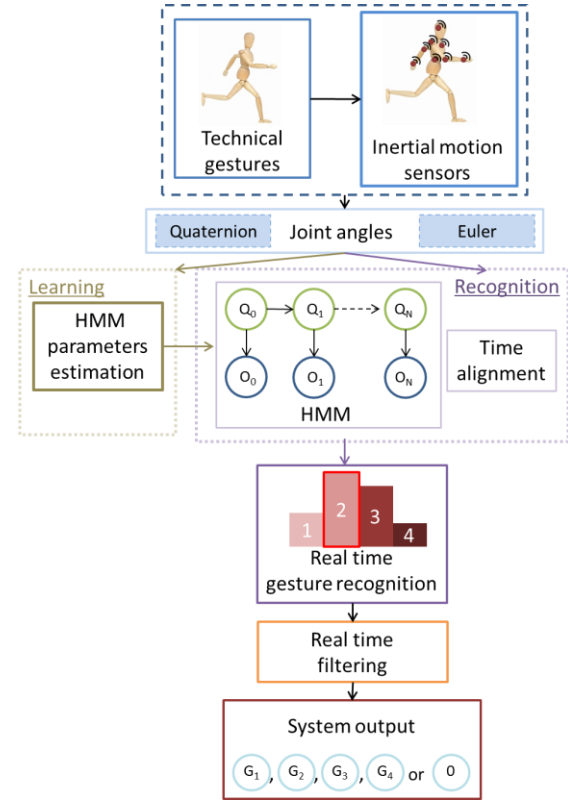 Technical
gestures
Inertial motion
sensors
Quaternion Joint angles Euler
Learning
Recognition
HMM
parameters
estimation
Q0 Q1 QN
O0 O1 ON
HMM
Time
alignment
1 2 3 4
Real time
gesture recognition
Real time
filtering
System output
G1, G2, G3, G4 or 0